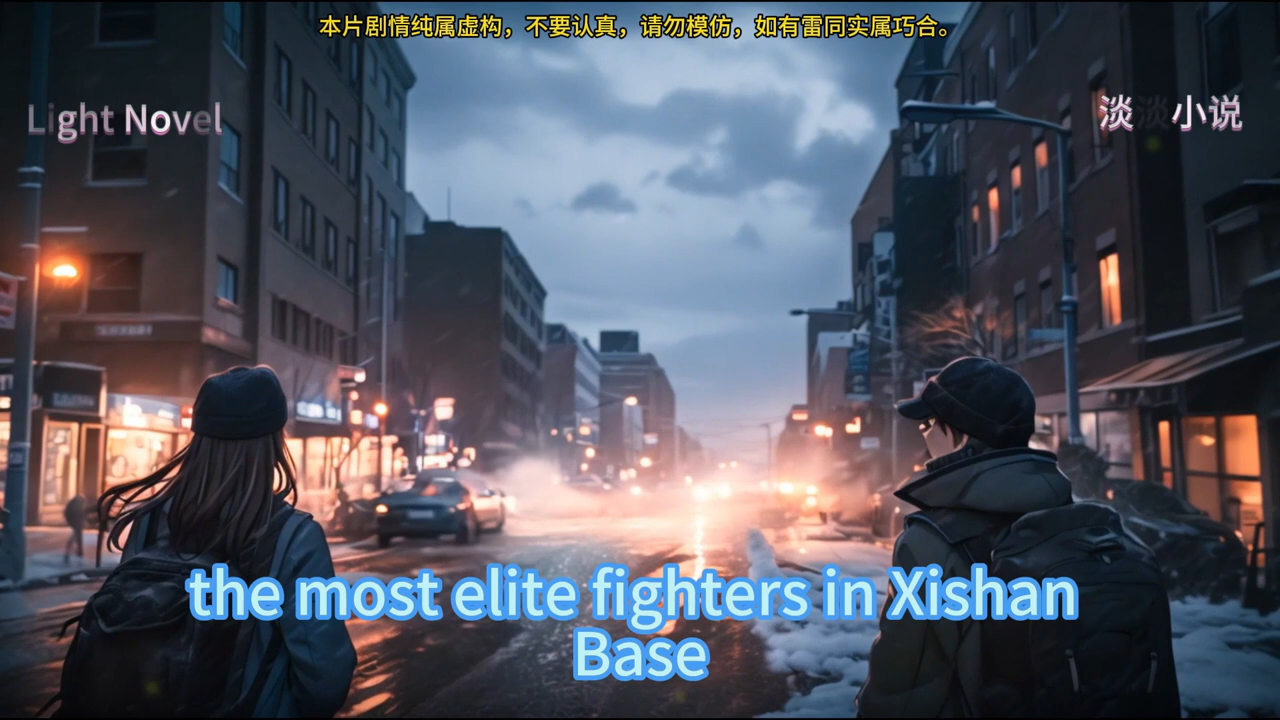 本片剧情纯属虚构，不要认真，请勿模仿，如有雷同实属巧合。
Light Novel
淡淡小说
the most elite fighters in Xishan
Base